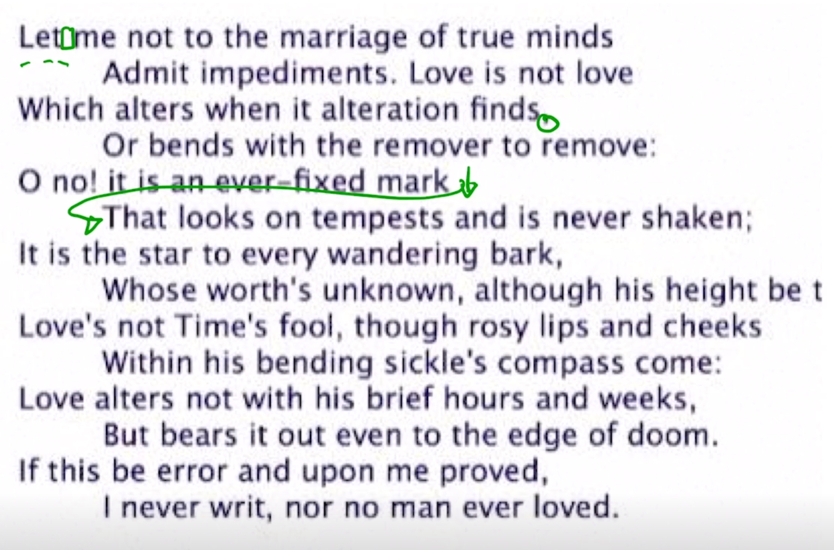 Let me not to the marriage of true minds
Admit impediments. Love is not love
Which alters when it alteration finds,
Or bends with the remover to remove:
O no! it is an ever-fixed mark
That looks on tempests and is never shaken;
It is the star to every wandering bark,
Whose worth's unknown, although his height be t
Love's not Time's fool, though rosy lips and cheeks
Within his bending sickle's compass come:
Love alters not with his brief hours and weeks,
But bears it out even to the edge of doom.
If this be error and upon me proved,
I never writ, nor no man ever loved.